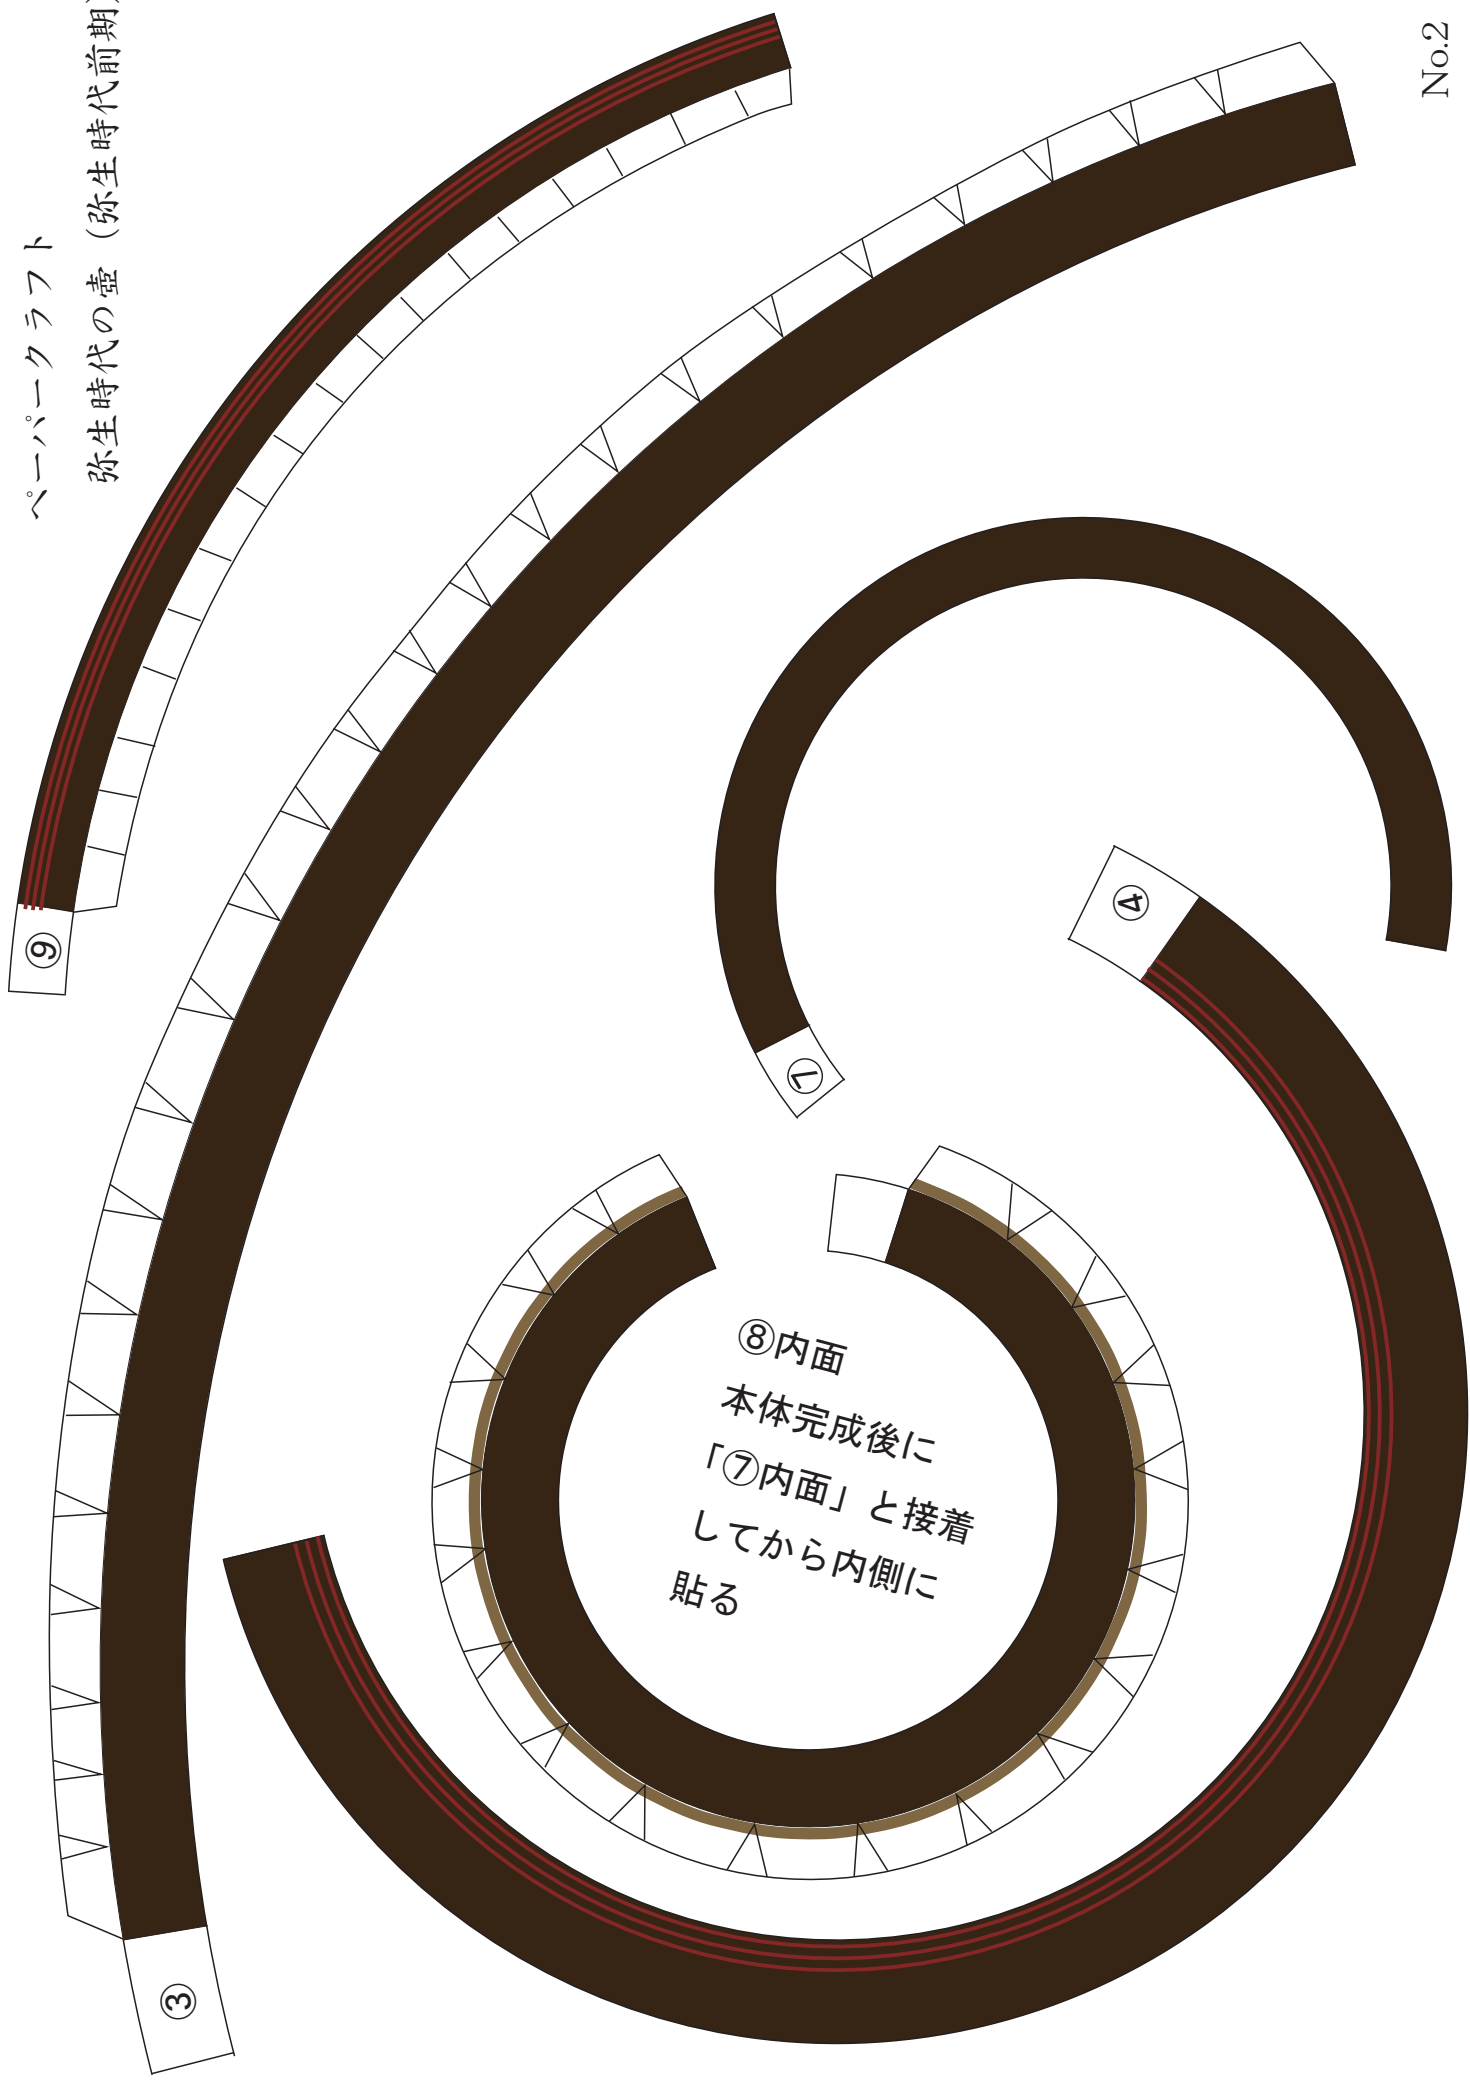 ペーパークラフト
弥生時代の壺(弥生時代前期)
No.2
⑥
④
⑦
⑧内面
本体完成後に
「⑦内面」と接着
してから内側に
貼る
③